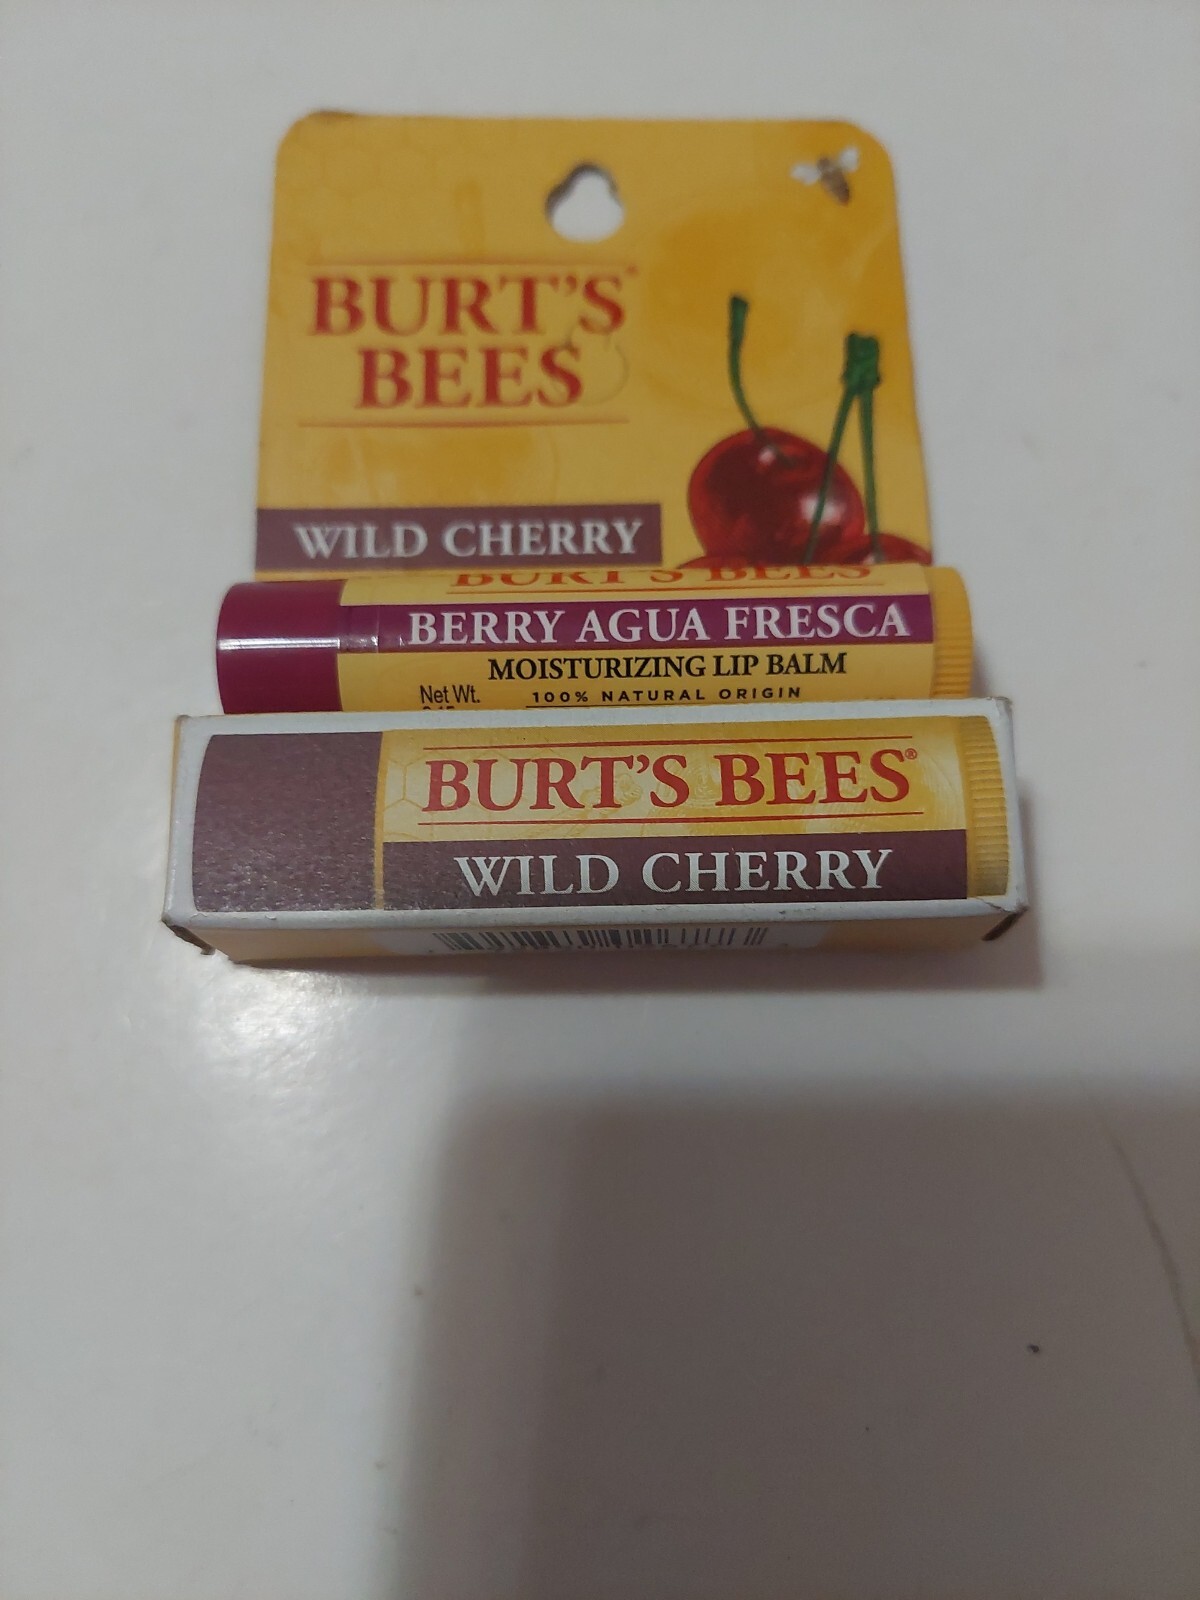 BURT'S
BEES
WILD CHERRY
BURT'S BEES
BERRY AGUA FRESCA
MOISTURIZING LIP BALM
Net Wt. 100% NATURAL ORIGIN
BURT'S BEES®
WILD CHERRY